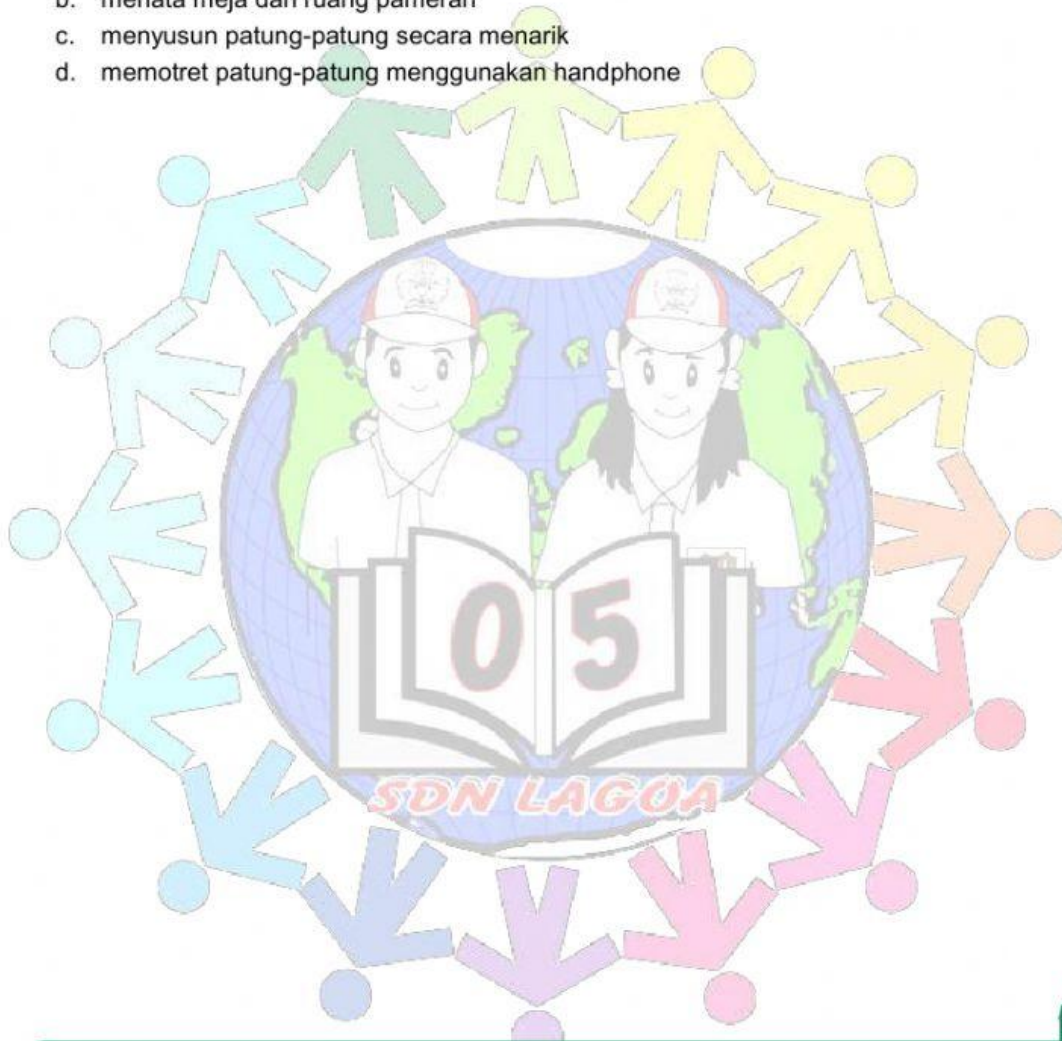 b. menata meja dan ruang pameran
c. menyusun patung-patung secara menarik
d. memotret patung-patung menggunakan handphone
05
SDN LAGOA